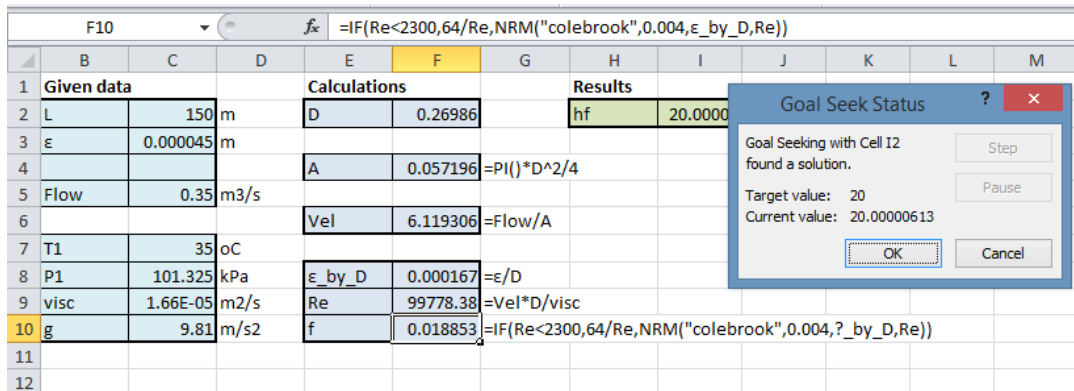 F10 fx =IF(Re<2300,64/Re,NRM("colebrook",0.004,ε_by_D,Re))
B C D E F G H I J K L M
1 Given data Calculations Results
2 L 150 m D 0.26986 hf 20.0000
3 ε 0.000045 m
4 A 0.057196 =PI()*D^2/4
5 Flow 0.35 m3/s
6 Vel 6.119306 =Flow/A
7 T1 35 oC
8 P1 101.325 kPa ε_by_D 0.000167 =ε/D
9 visc 1.66E-05 m2/s Re 99778.38 =Vel*D/visc
10 g 9.81 m/s2 f 0.018853 =IF(Re<2300,64/Re,NRM("colebrook",0.004,?_by_D,Re))
11
12
Goal Seek Status ? ×
Goal Seeking with Cell I2
found a solution.
Target value: 20
Current value: 20.00000613
Step
Pause
OK Cancel